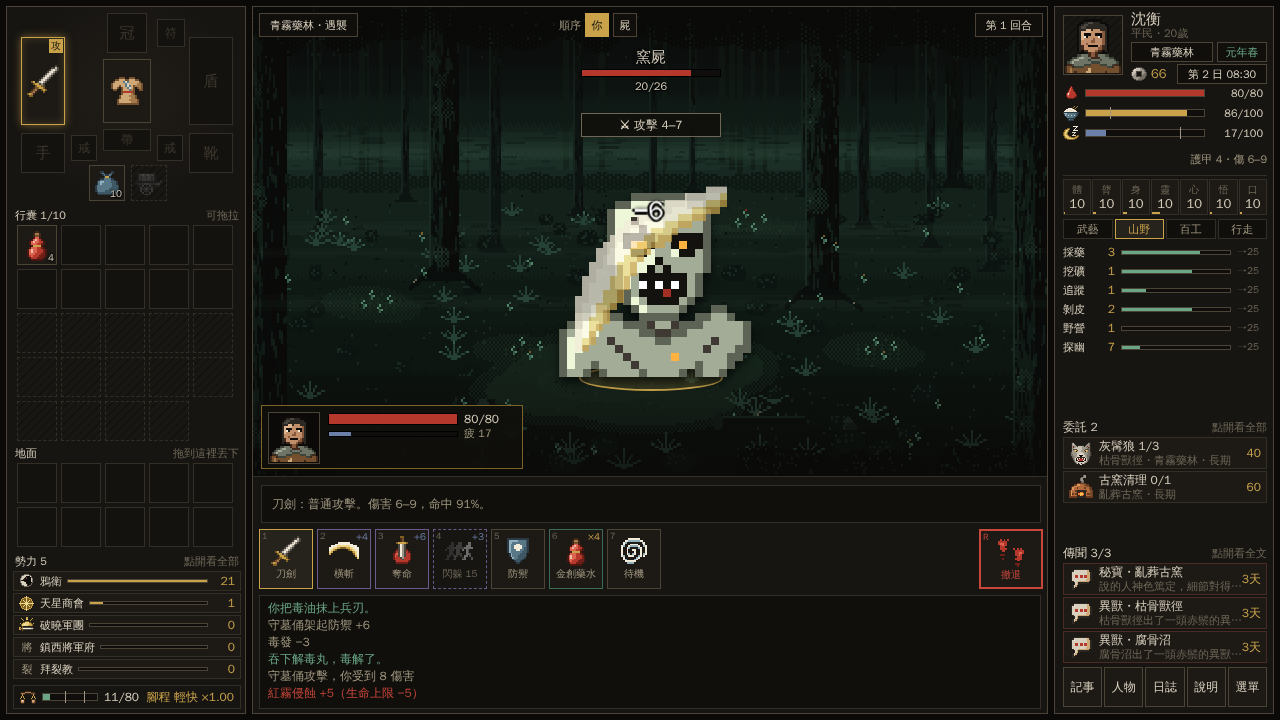 冠
符
攻
盾
手
戒
帶
戒
靴
10
行囊 1/10
可拖拉
4
地面
拖到這裡丟下
勢力 5
點開看全部
鴉衛 21
天星商會 1
破曉軍團 0
將 鎮西將軍府 0
裂 拜裂教 0
11/80 腳程 輕快 ×1.00
青霧藥林・遇襲
順序 你 屍
第 1 回合
窯屍
20/26
⚔ 攻擊 4–7
−6
80/80
疲 17
刀劍：普通攻擊。傷害 6–9，命中 91%。
1 刀劍
2 +4 橫斬
3 +6 奪命
4 +3 閃躲 15
5 防禦
6 ×4 金創藥水
7 待機
R 撤退
你把毒油抹上兵刃。
守墓俑架起防禦 +6
毒發 −3
吞下解毒丸，毒解了。
守墓俑攻擊，你受到 8 傷害
紅霧侵蝕 +5（生命上限 −5）
沈衡
平民・20歲
青霧藥林 元年春
66 第 2 日 08:30
80/80
86/100
17/100
護甲 4・傷 6–9
體 臂 身 靈 心 悟 口
10 10 10 10 10 10 10
武藝 山野 百工 行走
採藥 3 →25
挖礦 1 →25
追蹤 1 →25
剝皮 2 →25
野營 1 →25
探幽 7 →25
委託 2
點開看全部
灰髯狼 1/3
枯骨獸徑・青霧藥林・長期
40
古窯清理 0/1
亂葬古窯・長期
60
傳聞 3/3
點開看全文
秘寶・亂葬古窯
說的人神色篤定，細節對得…
3天
異獸・枯骨獸徑
枯骨獸徑出了一頭赤鬃的異…
3天
異獸・腐骨沼
腐骨沼出了一頭赤鬃的異獸…
3天
記事 人物 日誌 說明 選單